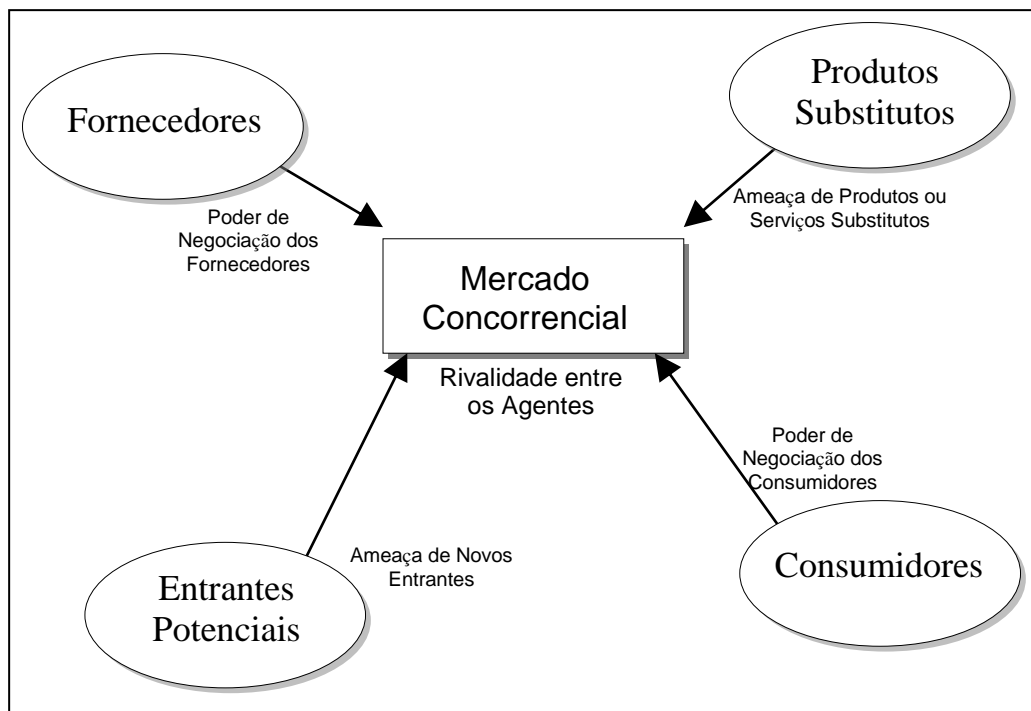 Fornecedores
Produtos
Substitutos
Poder de
Negociação dos
Fornecedores
Ameaça de Produtos ou
Serviços Substitutos
Mercado
Concorrencial
Rivalidade entre
os Agentes
Poder de
Negociação dos
Consumidores
Ameaça de Novos
Entrantes
Entrantes
Potenciais
Consumidores